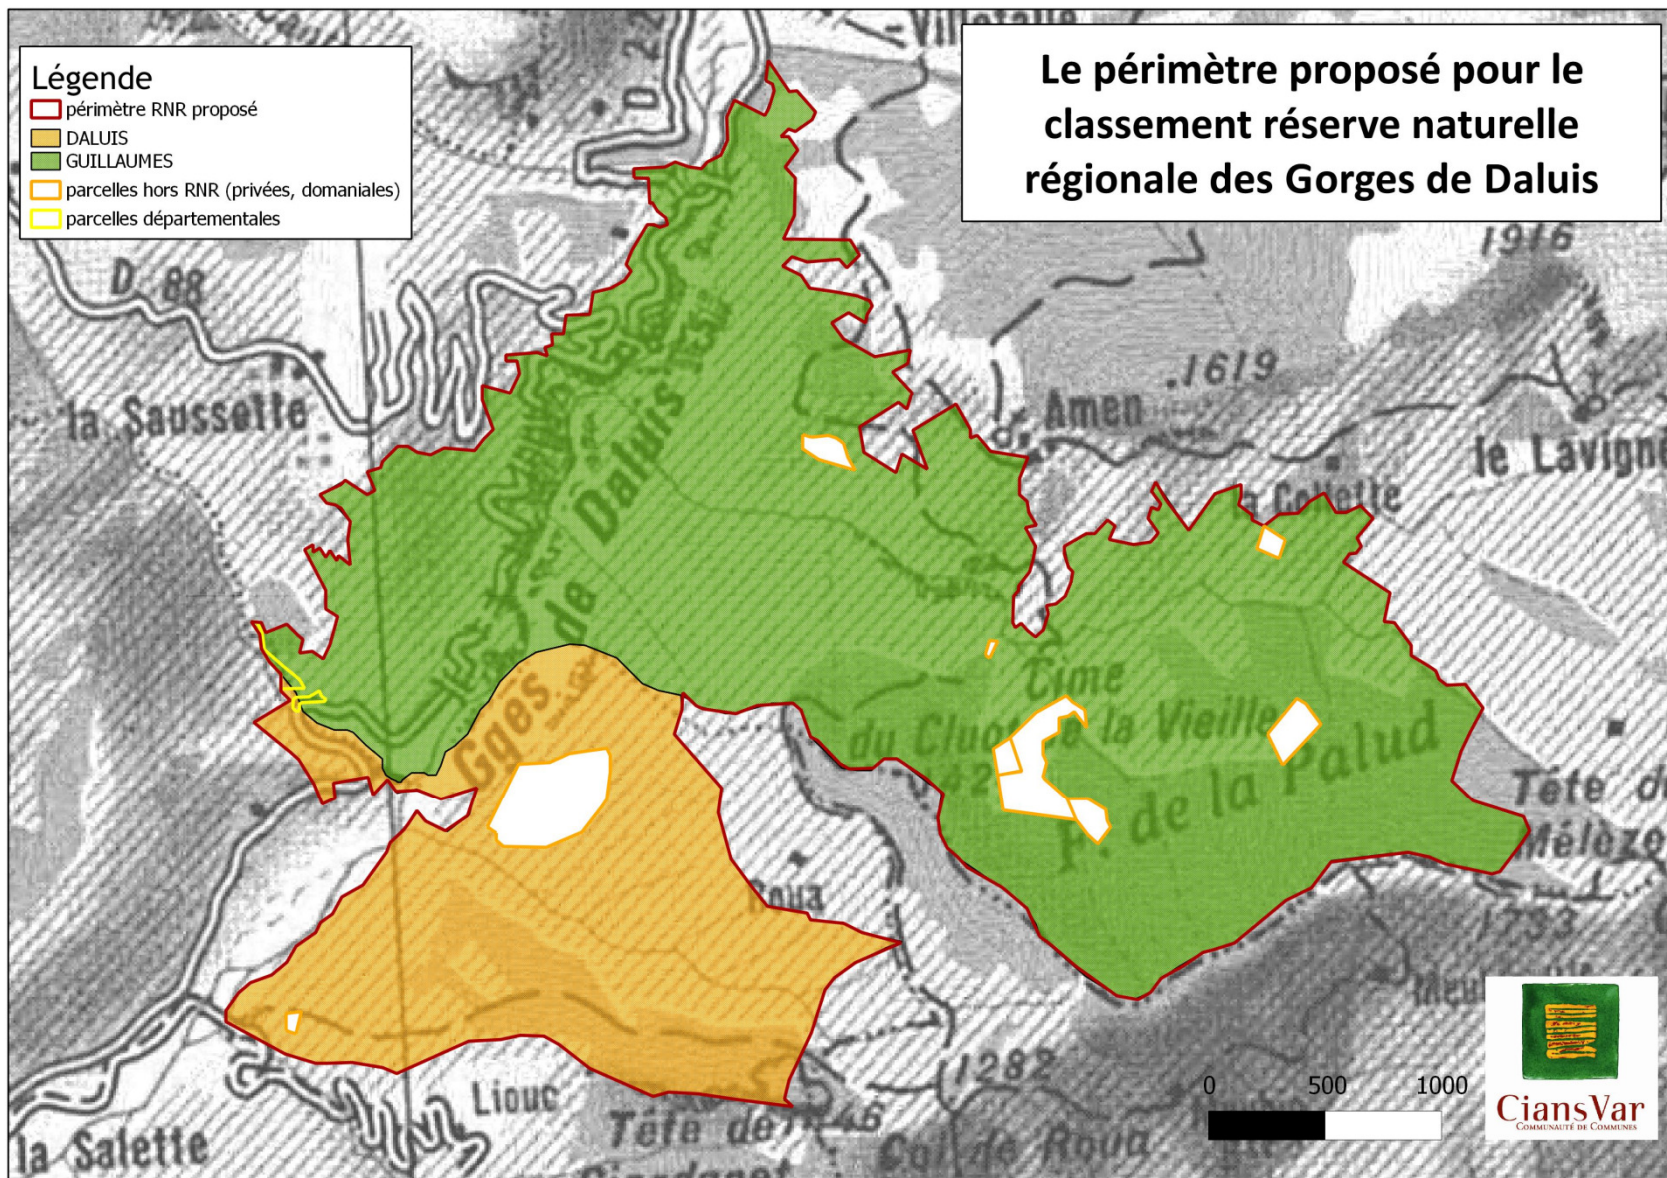 Le périmètre proposé pour le
classement réserve naturelle
régionale des Gorges de Daluis
Légende
périmètre RNR proposé
DALUIS
GUILLAUMES
parcelles hors RNR (privées, domaniales)
parcelles départementales
D 2
D 88
1916
.1619
la Saussette
Amen
le Lavigne
la Collette
Gges de Daluis
Cime
du Cluot de la Vieille
F. de la Palud
Tête d
Mélèze
1733
Roua
1282
Liouc
la Salette
Tête de
Col de Roua
0 500 1000
CiansVar
COMMUNAUTÉ DE COMMUNES